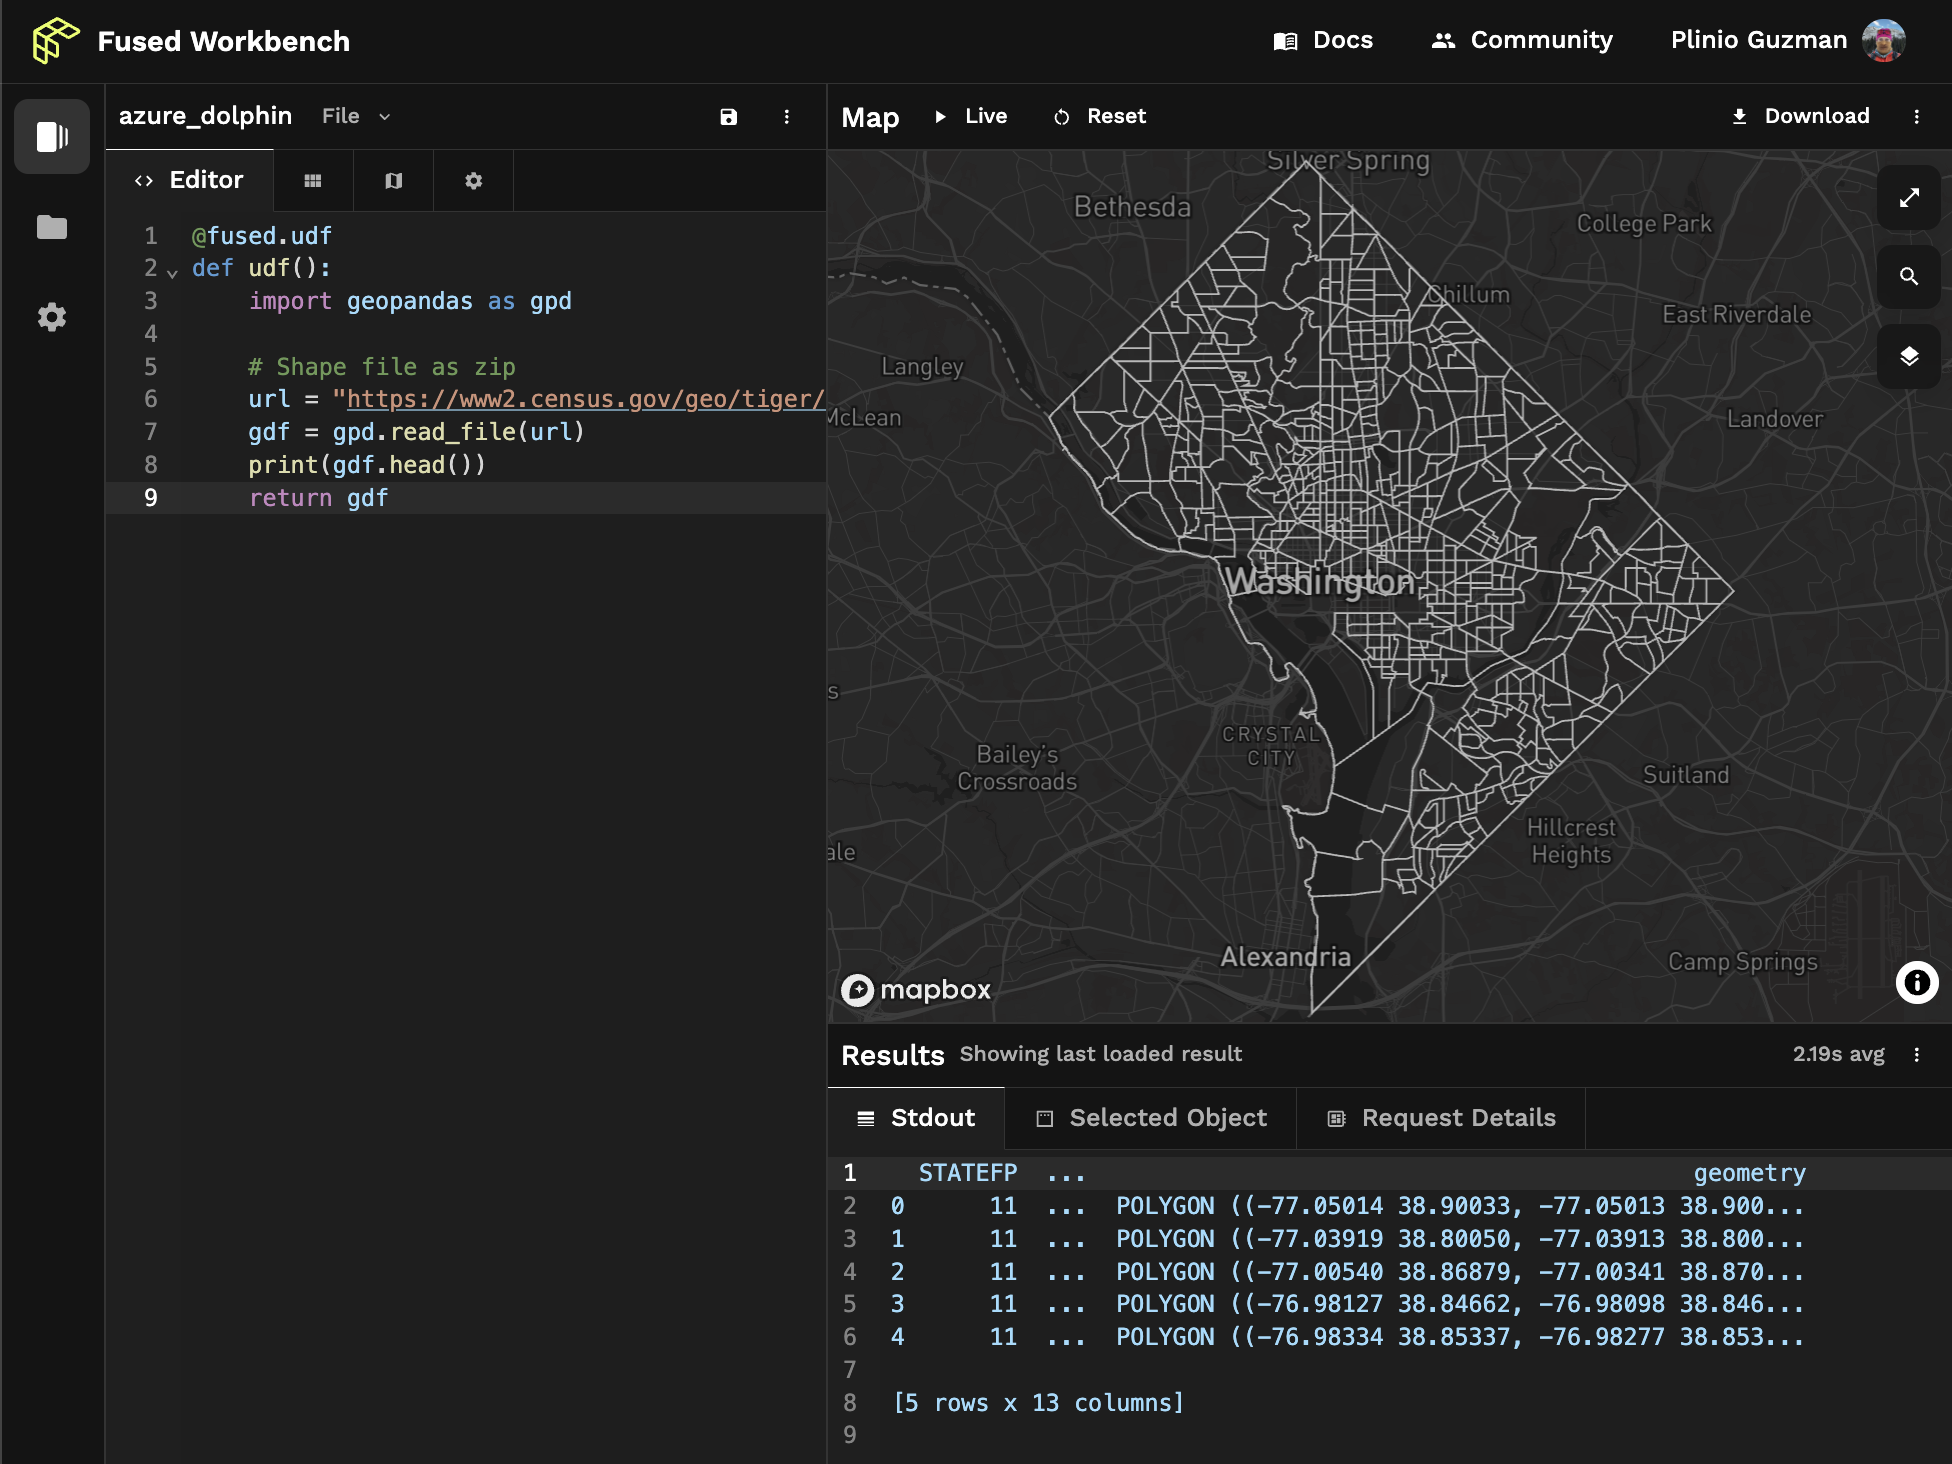 Fused Workbench
Docs
Community
Plinio Guzman
azure_dolphin
File
Map
Live
Reset
Download
Editor
1 @fused.udf
2 def udf():
3 import geopandas as gpd
4
5 # Shape file as zip
6 url = "https://www2.census.gov/geo/tiger/
7 gdf = gpd.read_file(url)
8 print(gdf.head())
9 return gdf
Silver Spring
Bethesda
College Park
Chillum
East Riverdale
Langley
McLean
Landover
Washington
s
CRYSTAL
CITY
Bailey's
Crossroads
Suitland
Hillcrest
Heights
ale
Alexandria
Camp Springs
mapbox
Results
Showing last loaded result
2.19s avg
Stdout
Selected Object
Request Details
1 STATEFP ... geometry
2 0 11 ... POLYGON ((-77.05014 38.90033, -77.05013 38.900...
3 1 11 ... POLYGON ((-77.03919 38.80050, -77.03913 38.800...
4 2 11 ... POLYGON ((-77.00540 38.86879, -77.00341 38.870...
5 3 11 ... POLYGON ((-76.98127 38.84662, -76.98098 38.846...
6 4 11 ... POLYGON ((-76.98334 38.85337, -76.98277 38.853...
7
8 [5 rows x 13 columns]
9